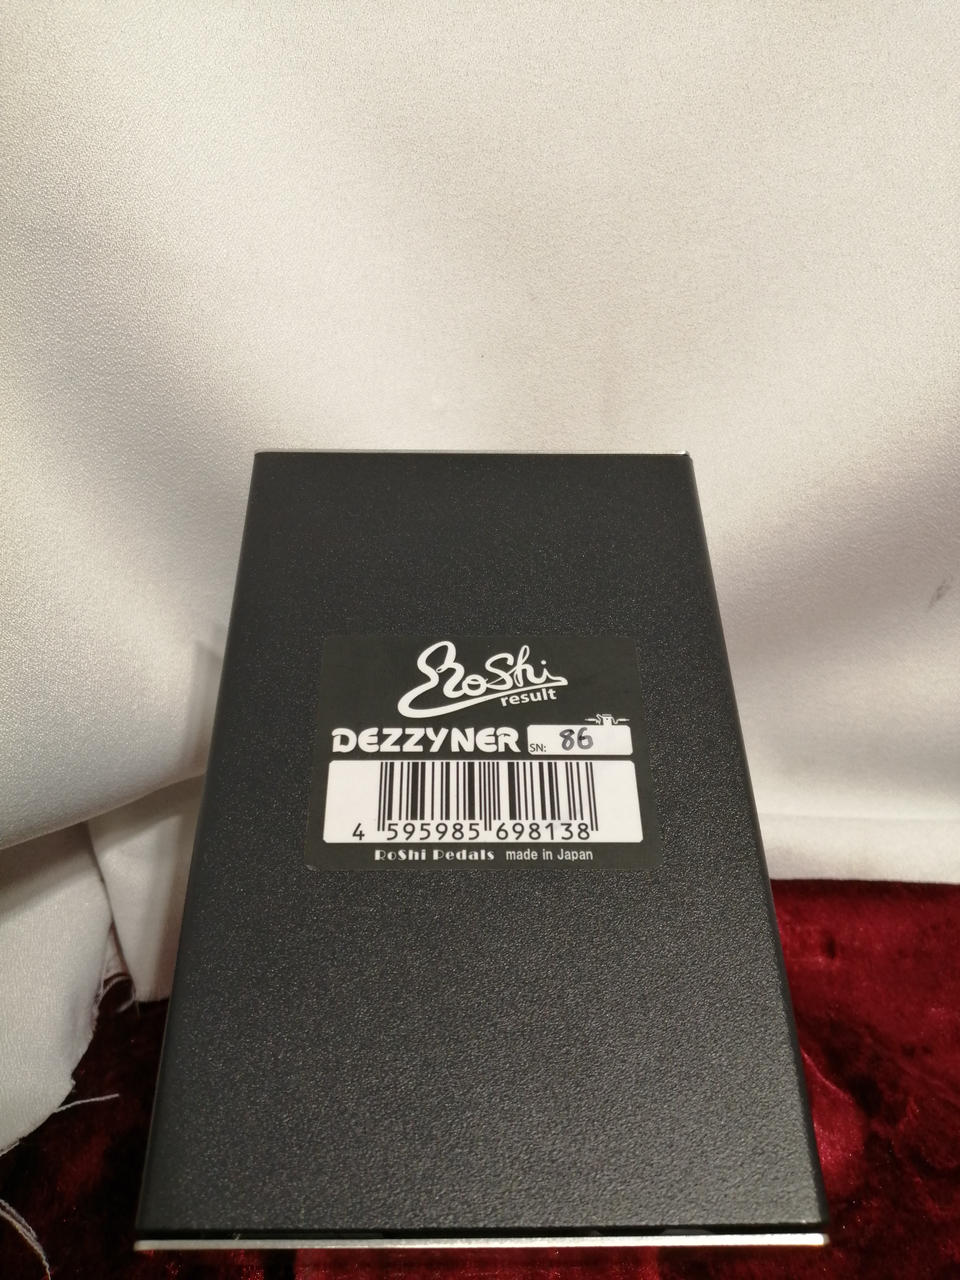 RoShi
result
DEZZYNER SN: 86
4 595985 698138
RoShi Pedals made in Japan